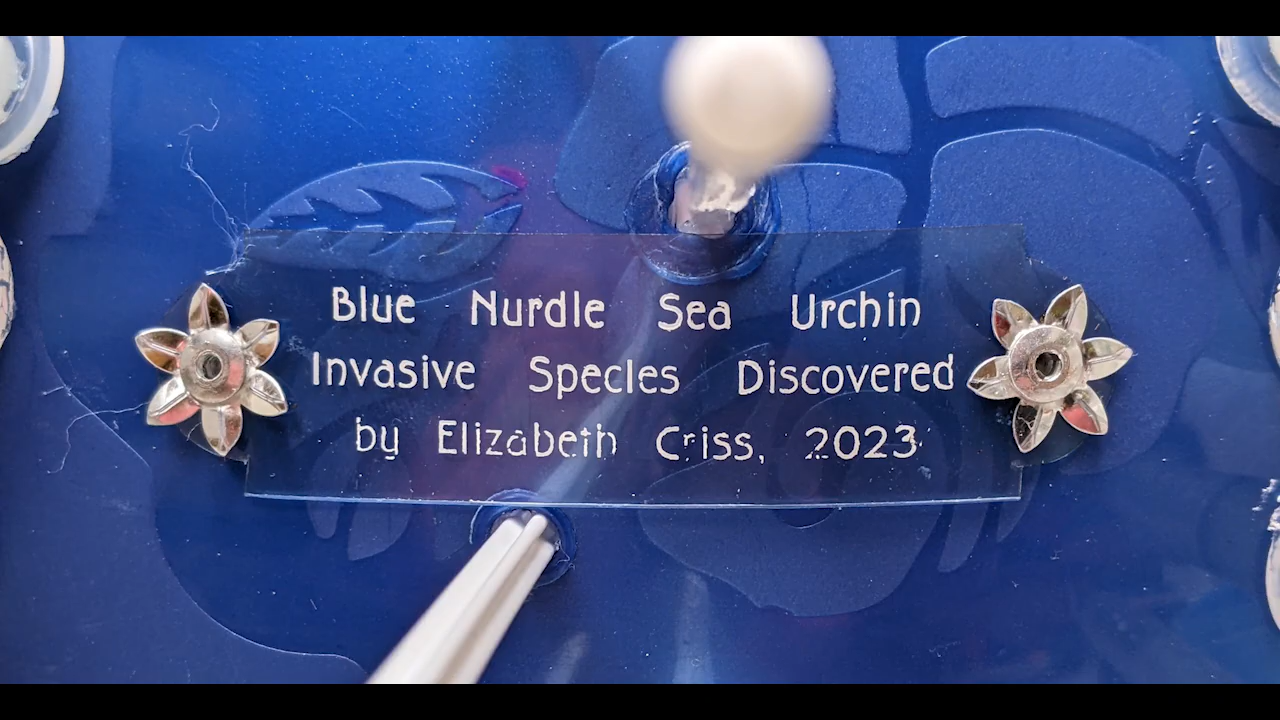 Blue Nurdle Sea Urchin
Invasive Species Discovered
by Elizabeth Criss, 2023